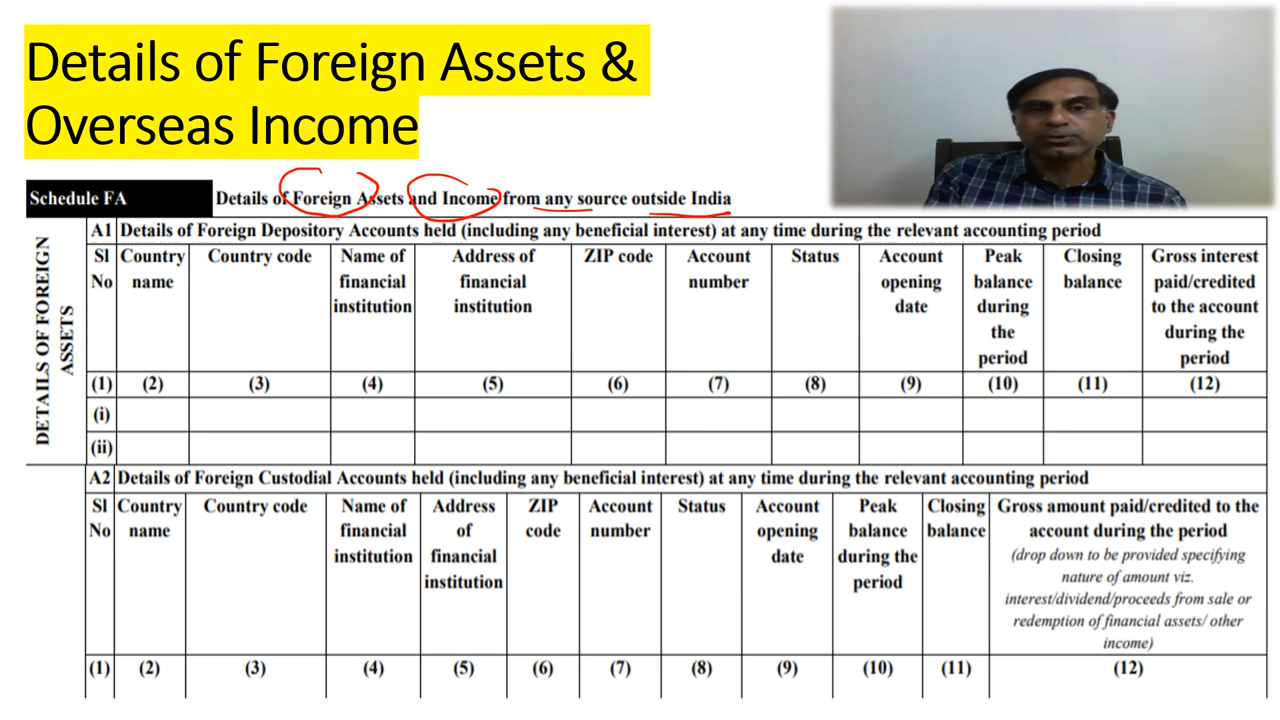 Details of Foreign Assets &
Overseas Income
Schedule FA
Details of Foreign Assets and Income from any source outside India
DETAILS OF FOREIGN
ASSETS
A1 Details of Foreign Depository Accounts held (including any beneficial interest) at any time during the relevant accounting period
Sl Country Country code Name of Address of ZIP code Account Status Account Peak Closing Gross interest
No name financial financial number opening balance balance paid/credited
institution institution date during to the account
the during the
period period
(1) (2) (3) (4) (5) (6) (7) (8) (9) (10) (11) (12)
(i)
(ii)
A2 Details of Foreign Custodial Accounts held (including any beneficial interest) at any time during the relevant accounting period
Sl Country Country code Name of Address ZIP Account Status Account Peak Closing Gross amount paid/credited to the
No name financial of code number opening balance balance account during the period
institution financial date during the (drop down to be provided specifying
institution period nature of amount viz.
interest/dividend/proceeds from sale or
redemption of financial assets/ other
income)
(1) (2) (3) (4) (5) (6) (7) (8) (9) (10) (11) (12)